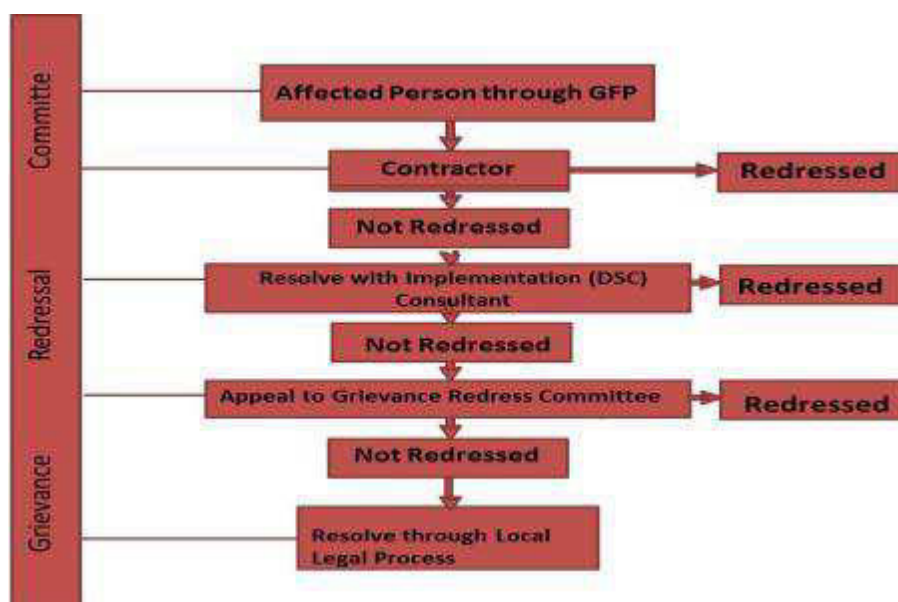 Grievance Redressal Committe
Affected Person through GFP
Contractor
Redressed
Not Redressed
Resolve with Implementation (DSC)
Consultant
Redressed
Not Redressed
Appeal to Grievance Redress Committee
Redressed
Not Redressed
Resolve through Local
Legal Process